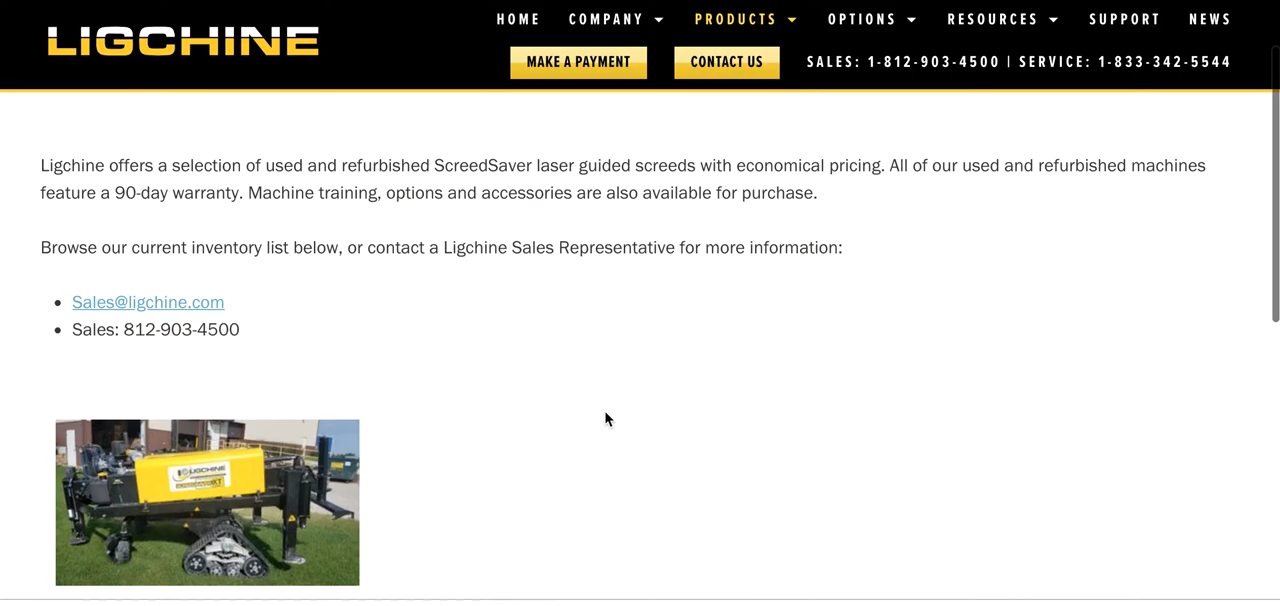 LIGCHINE
HOME COMPANY PRODUCTS OPTIONS RESOURCES SUPPORT NEWS
MAKE A PAYMENT CONTACT US SALES: 1-812-903-4500 | SERVICE: 1-833-342-5544
Ligchine offers a selection of used and refurbished ScreedSaver laser guided screeds with economical pricing. All of our used and refurbished machines
feature a 90-day warranty. Machine training, options and accessories are also available for purchase.
Browse our current inventory list below, or contact a Ligchine Sales Representative for more information:
• Sales@ligchine.com
• Sales: 812-903-4500
LIGCHINE